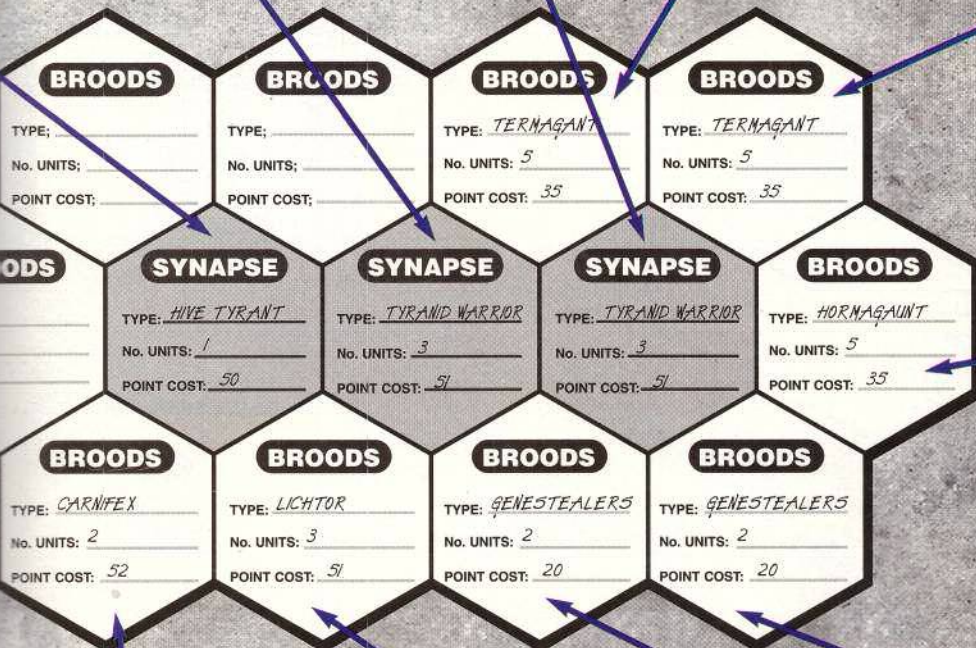 BROODS
TYPE;
No. UNITS;
POINT COST;
BROODS
TYPE;
No. UNITS;
POINT COST;
BROODS
TYPE: TERMAGANT
No. UNITS: 5
POINT COST: 35
BROODS
TYPE: TERMAGANT
No. UNITS: 5
POINT COST: 35
ODS
SYNAPSE
TYPE: HIVE TYRANT
No. UNITS: 1
POINT COST: 50
SYNAPSE
TYPE: TYRANID WARRIOR
No. UNITS: 3
POINT COST: 51
SYNAPSE
TYPE: TYRANID WARRIOR
No. UNITS: 3
POINT COST: 51
BROODS
TYPE: HORMAGAUNT
No. UNITS: 5
POINT COST: 35
BROODS
TYPE: CARNIFEX
No. UNITS: 2
POINT COST: 52
BROODS
TYPE: LICHTOR
No. UNITS: 3
POINT COST: 51
BROODS
TYPE: GENESTEALERS
No. UNITS: 2
POINT COST: 20
BROODS
TYPE: GENESTEALERS
No. UNITS: 2
POINT COST: 20